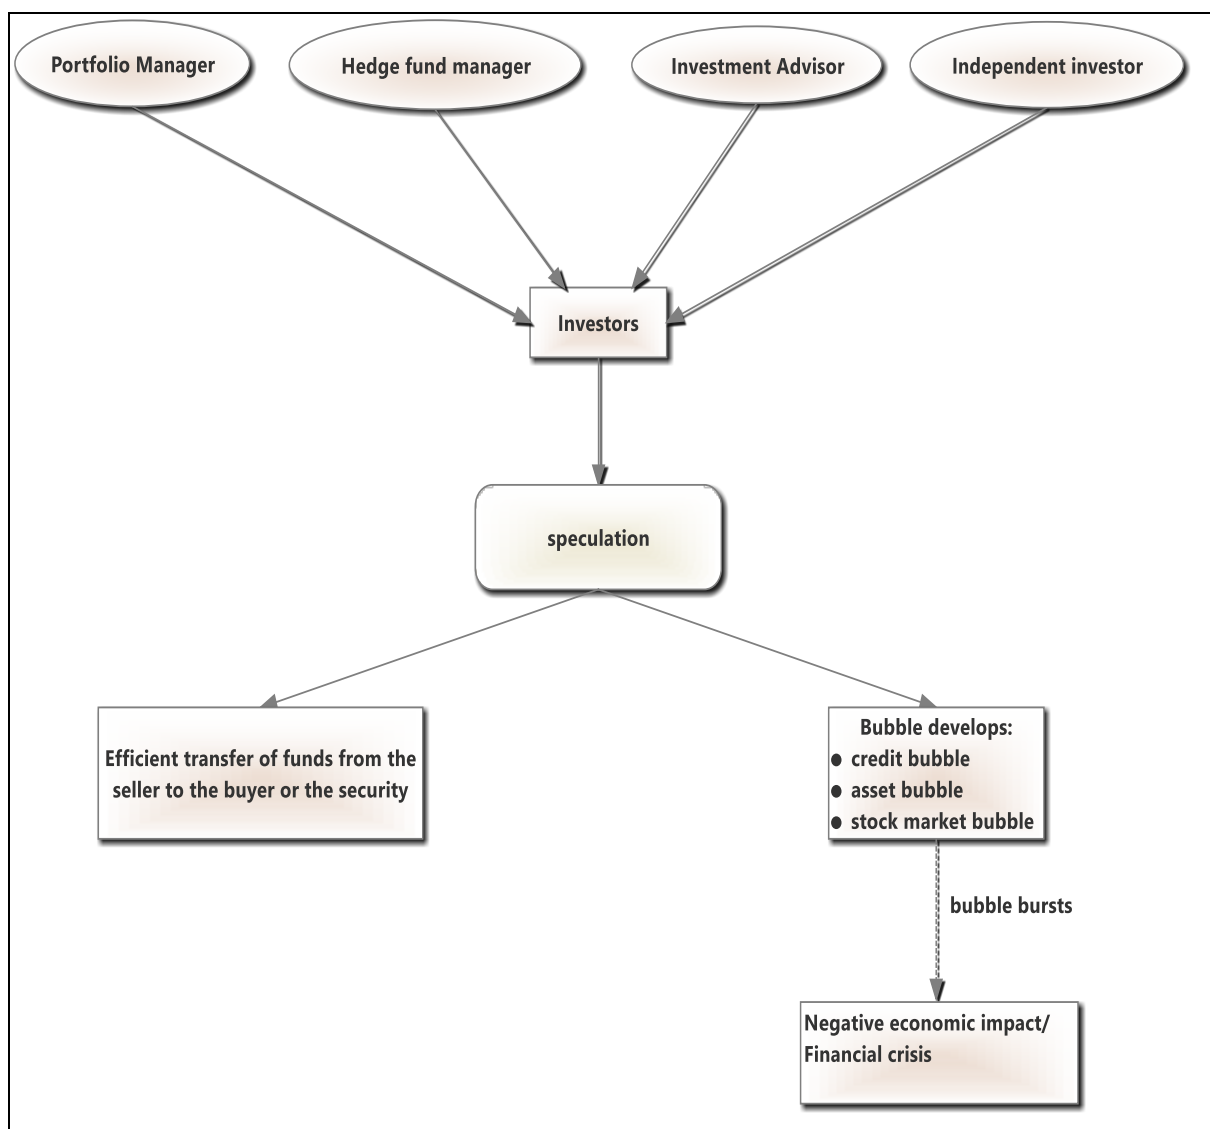 Portfolio Manager
Hedge fund manager
Investment Advisor
Independent investor
Investors
speculation
Efficient transfer of funds from the
seller to the buyer or the security
Bubble develops:
● credit bubble
● asset bubble
● stock market bubble
bubble bursts
Negative economic impact/
Financial crisis